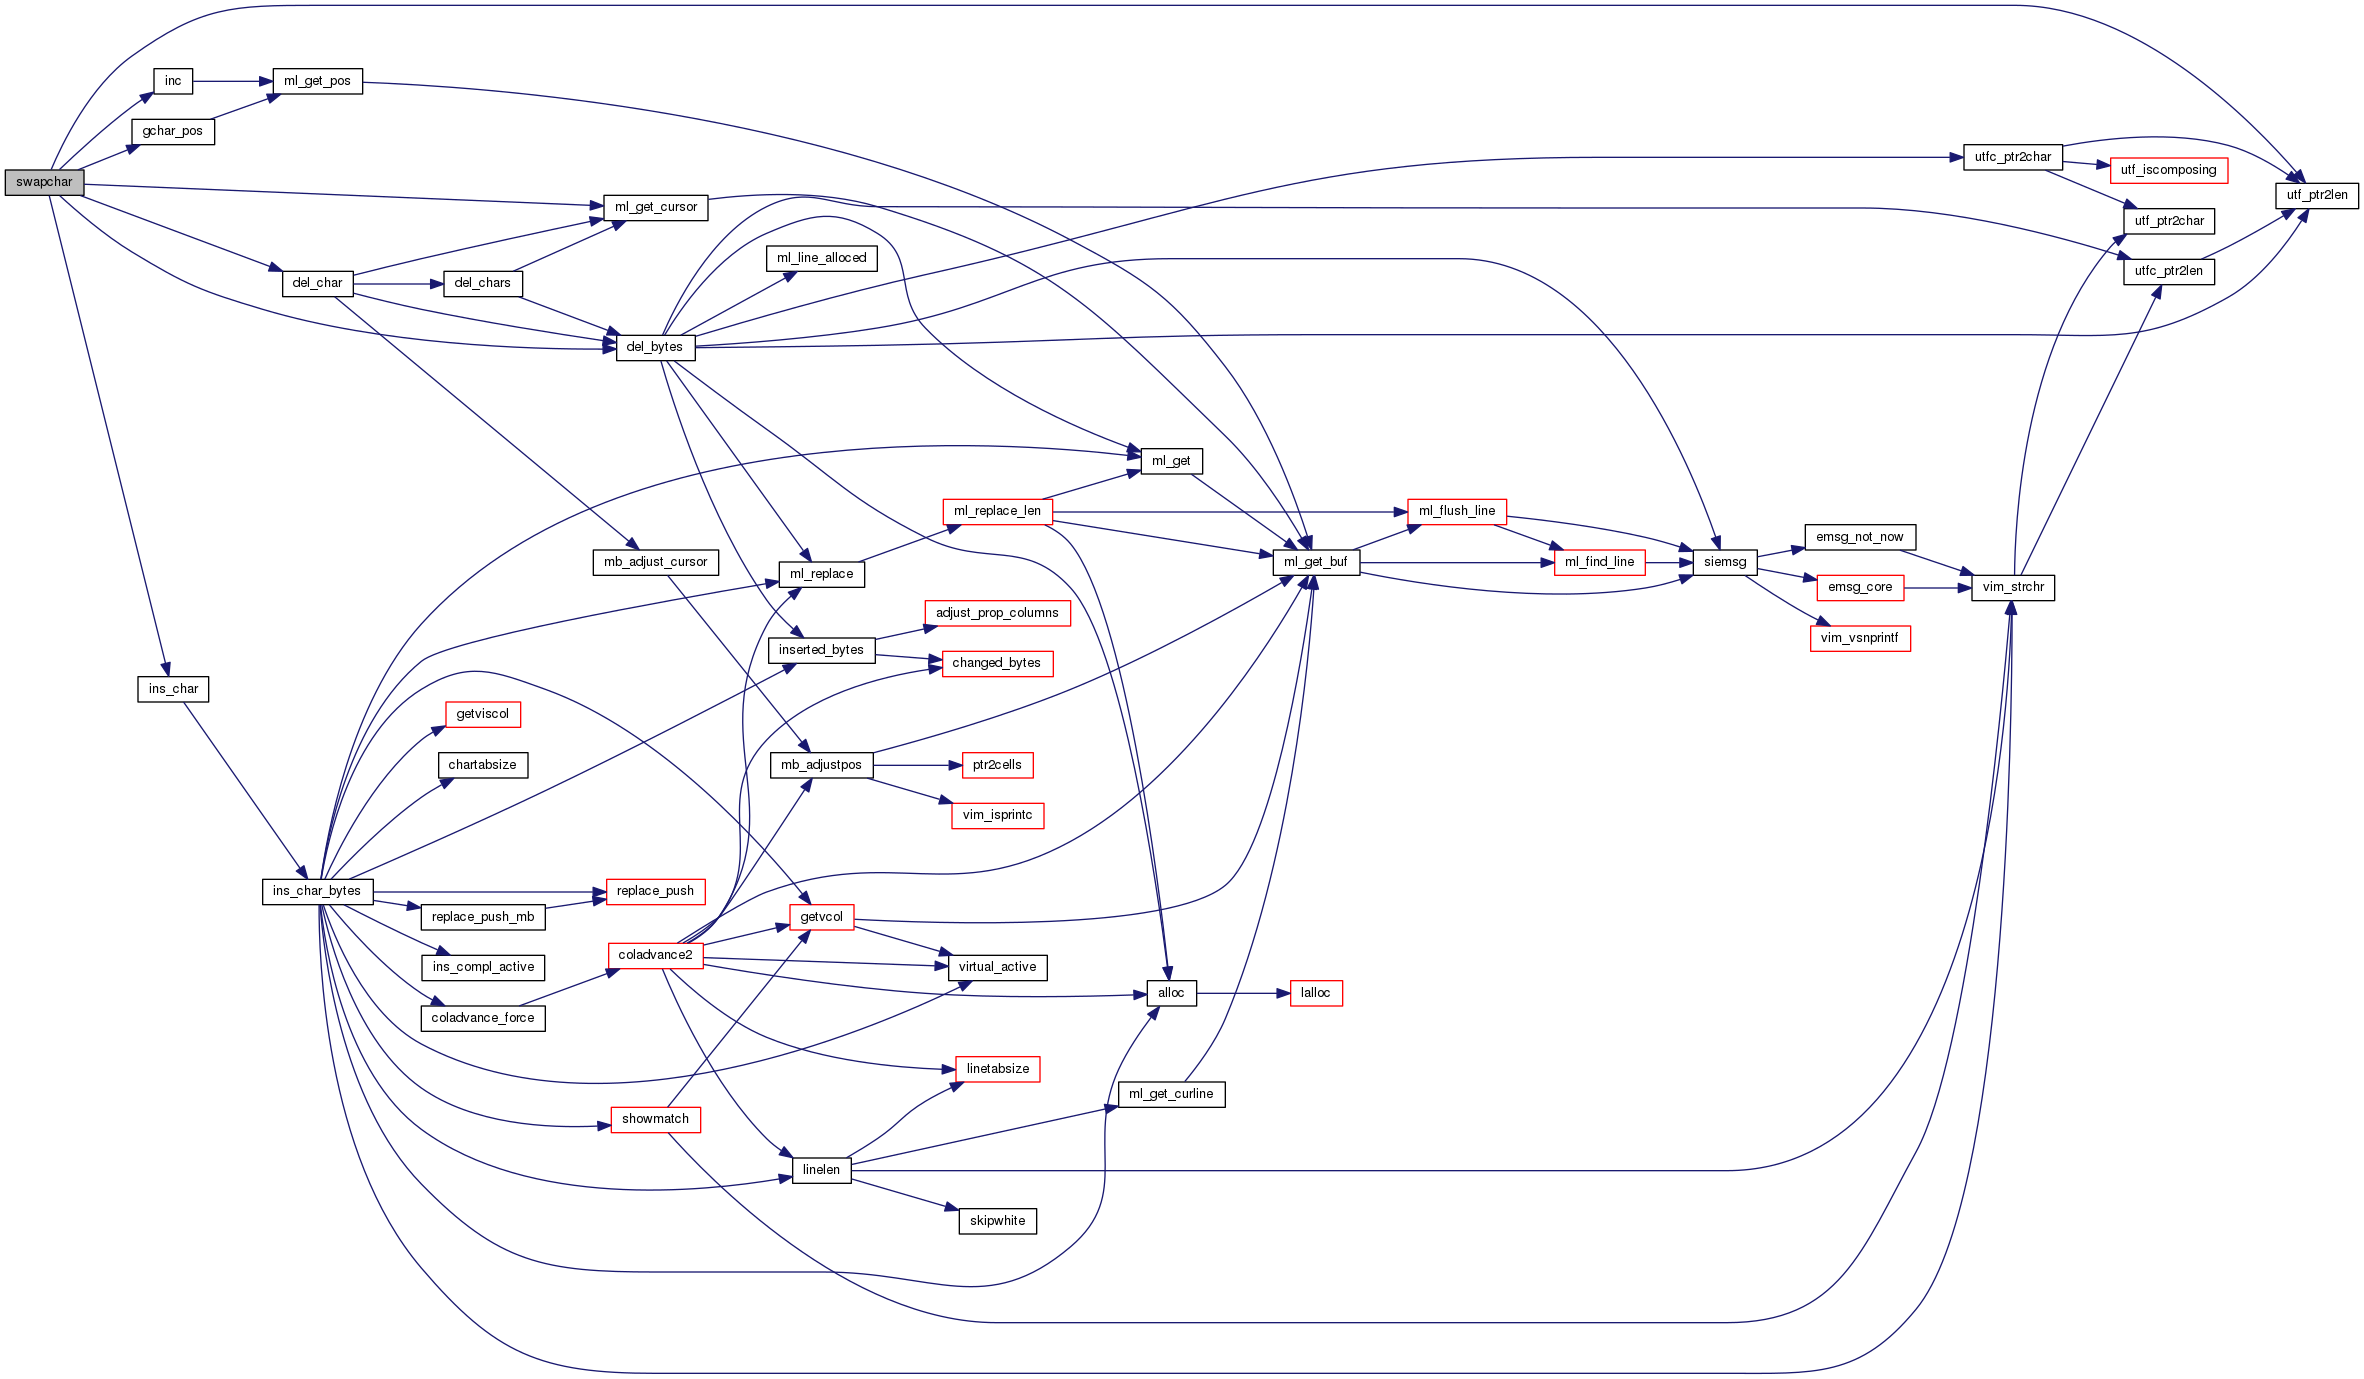 swapchar
inc
gchar_pos
ml_get_pos
ml_get_cursor
del_char
del_chars
del_bytes
ml_line_alloced
utfc_ptr2char
utf_iscomposing
utf_ptr2len
utf_ptr2char
utfc_ptr2len
ml_get
ml_replace_len
ml_flush_line
mb_adjust_cursor
ml_replace
ml_get_buf
ml_find_line
siemsg
emsg_not_now
emsg_core
vim_strchr
vim_vsnprintf
adjust_prop_columns
inserted_bytes
changed_bytes
ins_char
getviscol
chartabsize
mb_adjustpos
ptr2cells
vim_isprintc
ins_char_bytes
replace_push
replace_push_mb
getvcol
ins_compl_active
coladvance2
virtual_active
coladvance_force
alloc
lalloc
linetabsize
ml_get_curline
showmatch
linelen
skipwhite